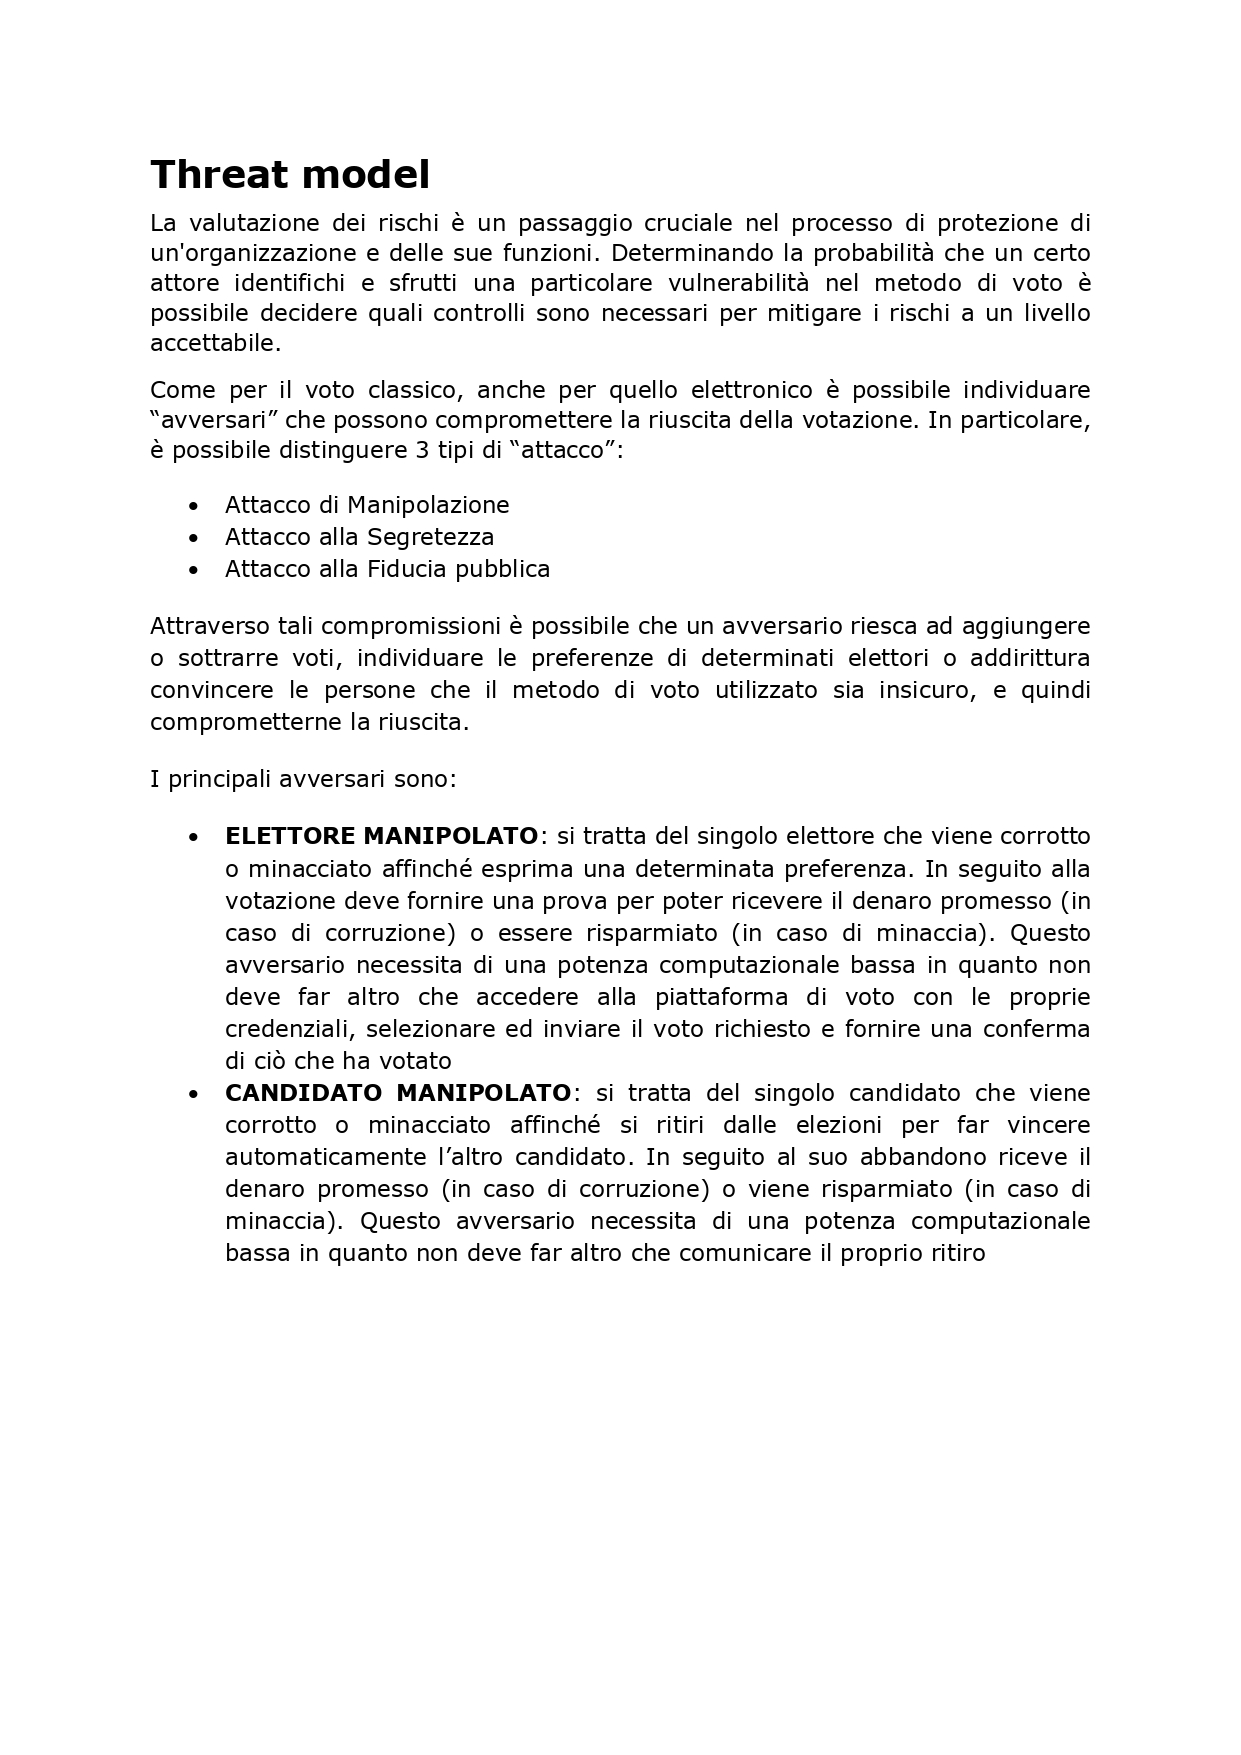 Threat model
La valutazione dei rischi è un passaggio cruciale nel processo di protezione di
un'organizzazione e delle sue funzioni. Determinando la probabilità che un certo
attore identifichi e sfrutti una particolare vulnerabilità nel metodo di voto è
possibile decidere quali controlli sono necessari per mitigare i rischi a un livello
accettabile.
Come per il voto classico, anche per quello elettronico è possibile individuare
“avversari” che possono compromettere la riuscita della votazione. In particolare,
è possibile distinguere 3 tipi di “attacco”:
• Attacco di Manipolazione
• Attacco alla Segretezza
• Attacco alla Fiducia pubblica
Attraverso tali compromissioni è possibile che un avversario riesca ad aggiungere
o sottrarre voti, individuare le preferenze di determinati elettori o addirittura
convincere le persone che il metodo di voto utilizzato sia insicuro, e quindi
comprometterne la riuscita.
I principali avversari sono:
• ELETTORE MANIPOLATO: si tratta del singolo elettore che viene corrotto
o minacciato affinché esprima una determinata preferenza. In seguito alla
votazione deve fornire una prova per poter ricevere il denaro promesso (in
caso di corruzione) o essere risparmiato (in caso di minaccia). Questo
avversario necessita di una potenza computazionale bassa in quanto non
deve far altro che accedere alla piattaforma di voto con le proprie
credenziali, selezionare ed inviare il voto richiesto e fornire una conferma
di ciò che ha votato
• CANDIDATO MANIPOLATO: si tratta del singolo candidato che viene
corrotto o minacciato affinché si ritiri dalle elezioni per far vincere
automaticamente l’altro candidato. In seguito al suo abbandono riceve il
denaro promesso (in caso di corruzione) o viene risparmiato (in caso di
minaccia). Questo avversario necessita di una potenza computazionale
bassa in quanto non deve far altro che comunicare il proprio ritiro